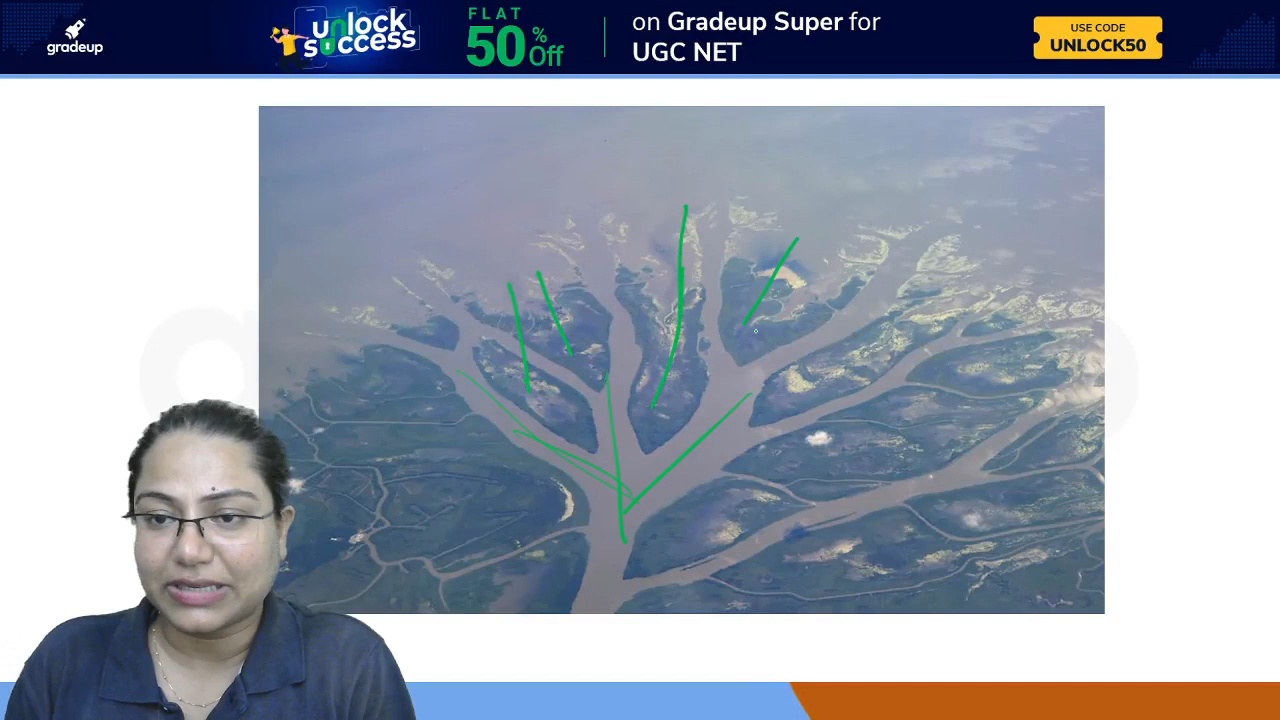 gradeup
unlock
success
FLAT
50% Off
on Gradeup Super for
UGC NET
USE CODE
UNLOCK50